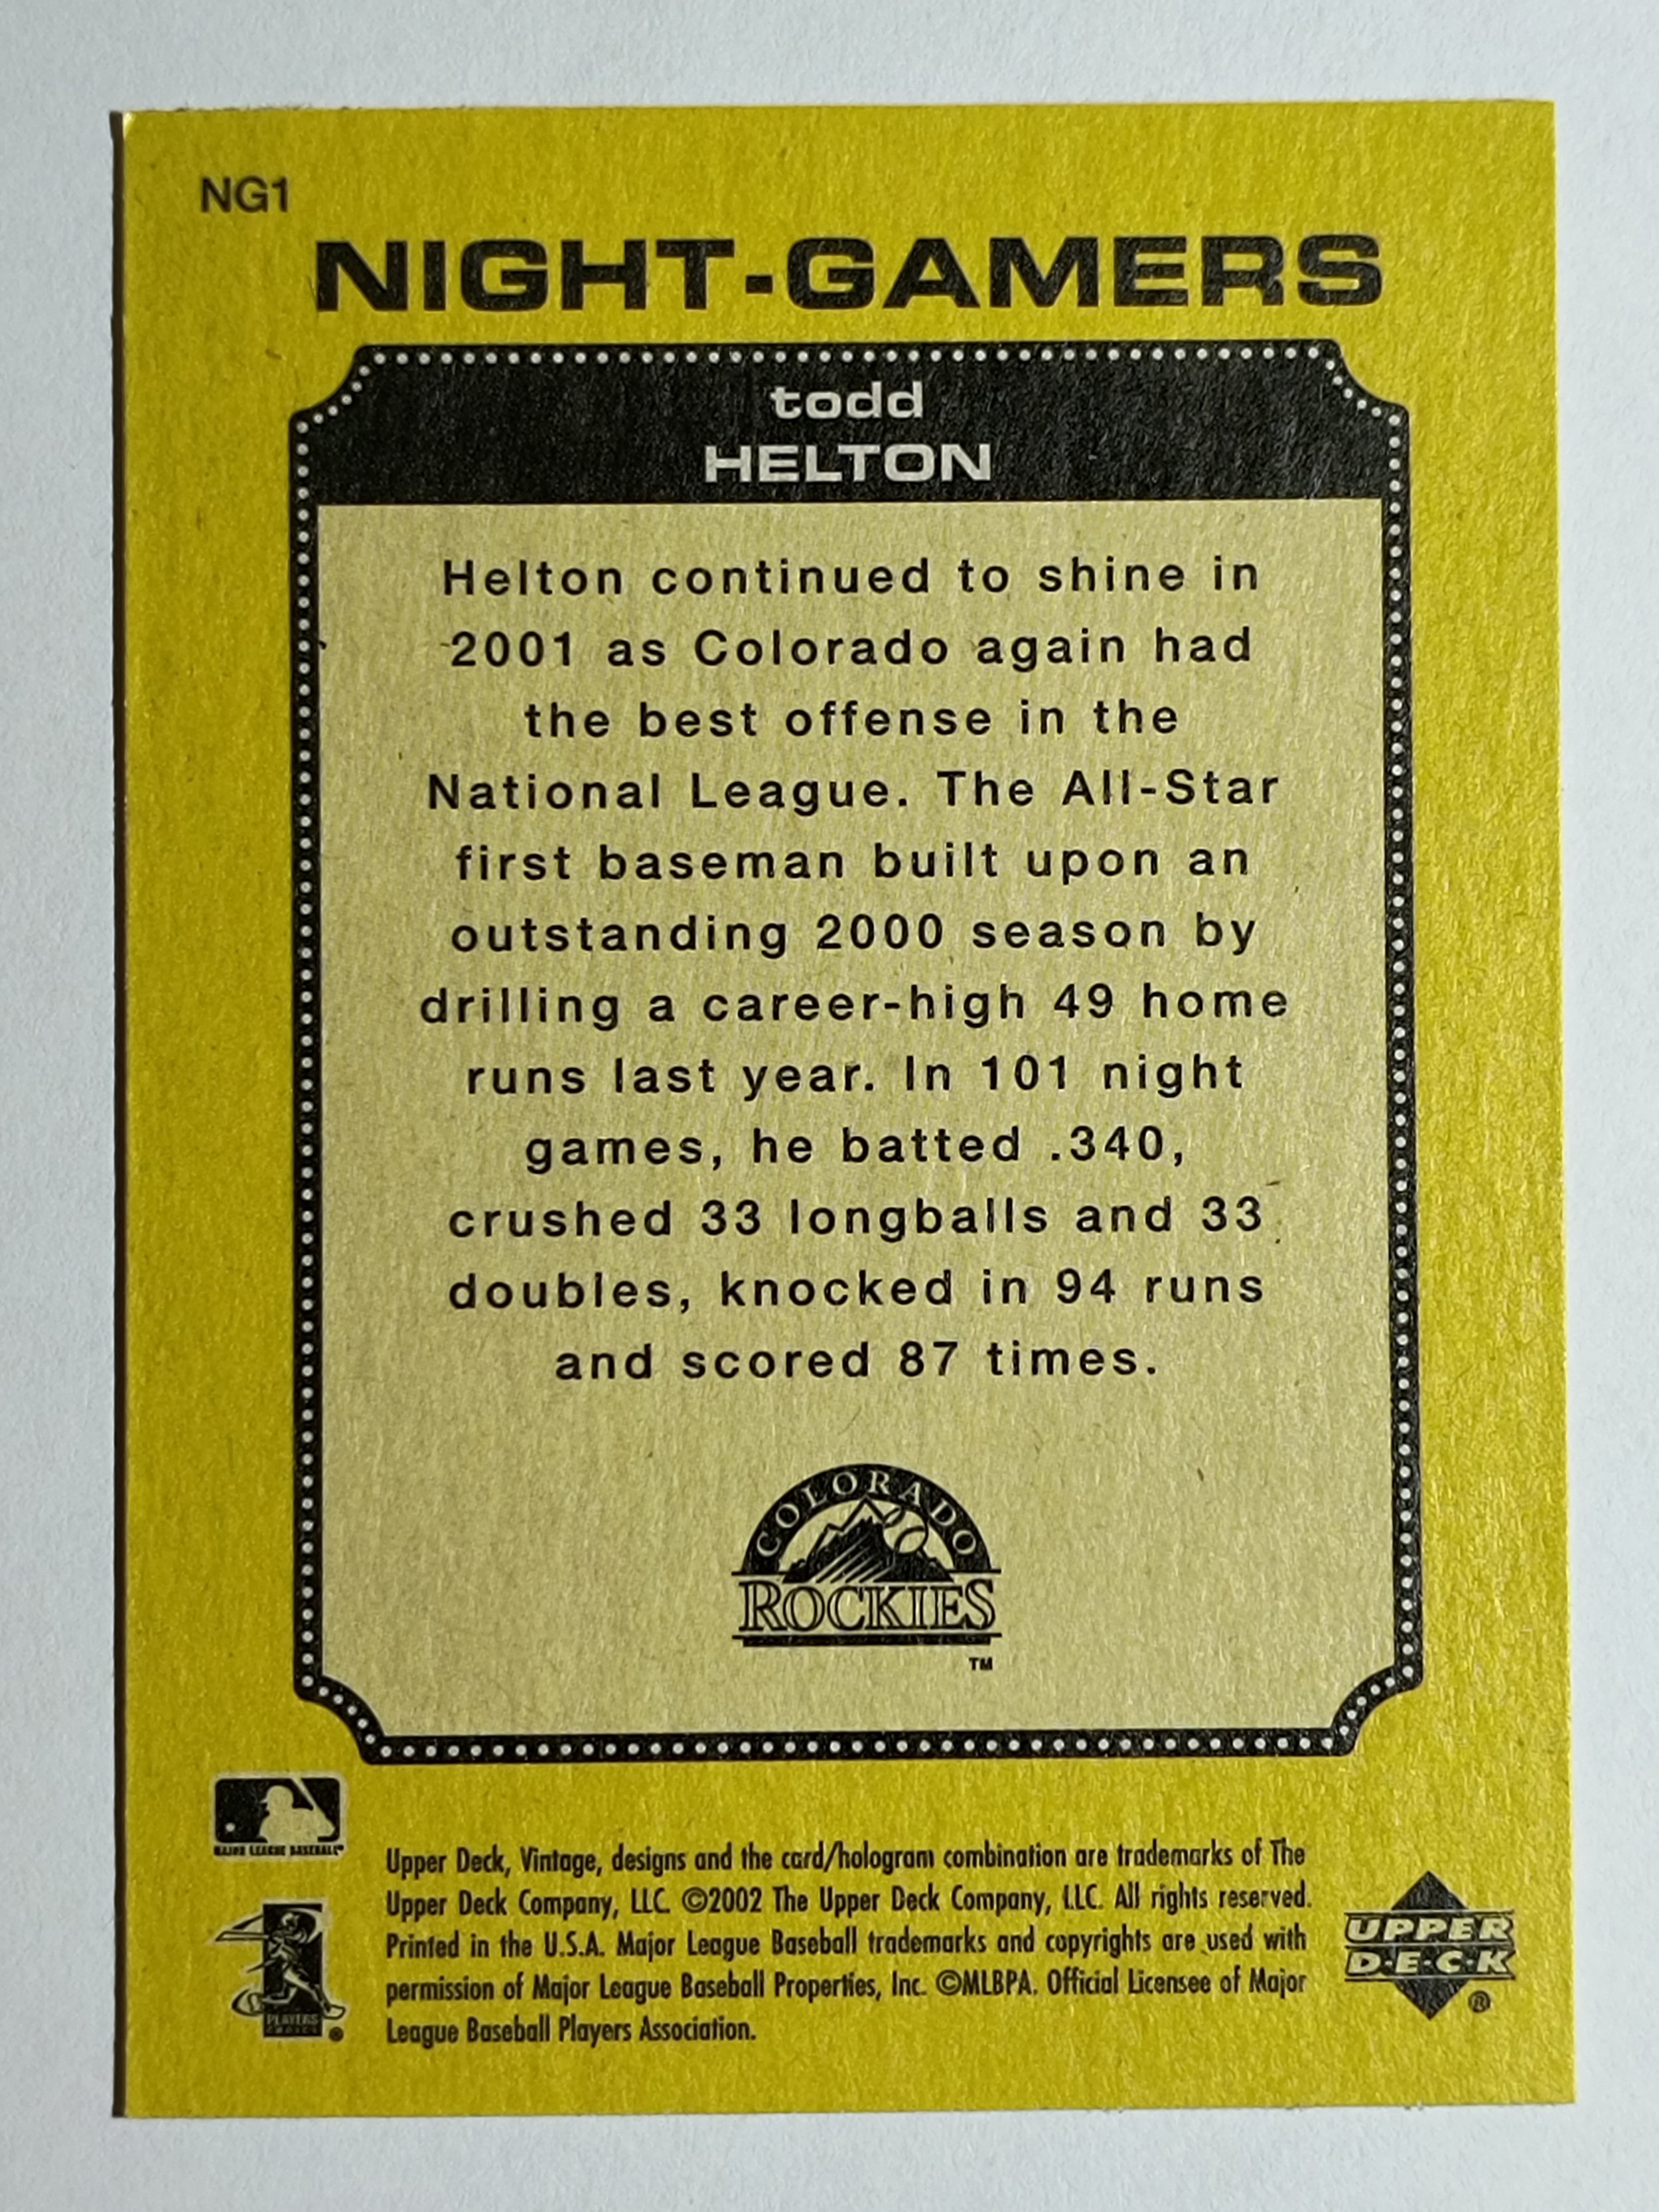 NG1
NIGHT-GAMERS
todd
HELTON
Helton continued to shine in
2001 as Colorado again had
the best offense in the
National League. The All-Star
first baseman built upon an
outstanding 2000 season by
drilling a career-high 49 home
runs last year. In 101 night
games, he batted .340,
crushed 33 longballs and 33
doubles, knocked in 94 runs
and scored 87 times.
COLORADO
ROCKIES
TM
MAJOR LEAGUE BASEBALL
Upper Deck, Vintage, designs and the card/hologram combination are trademarks of The
Upper Deck Company, LLC. ©2002 The Upper Deck Company, LLC. All rights reserved.
Printed in the U.S.A. Major League Baseball trademarks and copyrights are used with
permission of Major League Baseball Properties, Inc. ©MLBPA. Official Licensee of Major
League Baseball Players Association.
PLAYERS
CHOICE
UPPER
D·E·C·K
®